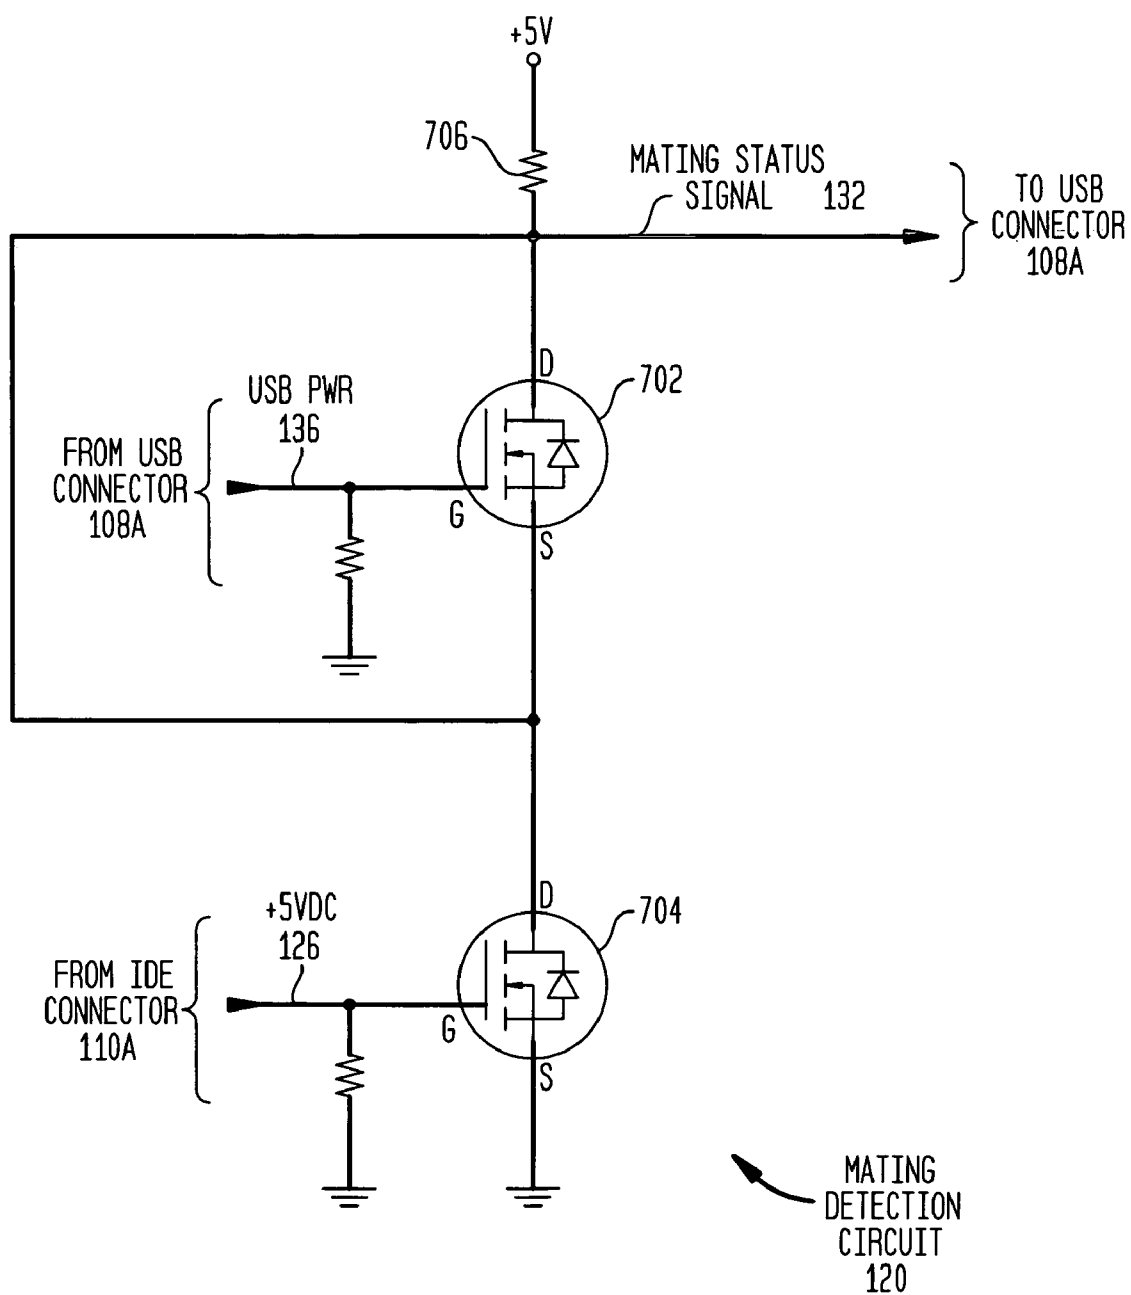 +5V
706
MATING STATUS
SIGNAL 132
TO USB
CONNECTOR
108A
D
702
USB PWR
136
FROM USB
CONNECTOR
108A
G
S
D
704
+5VDC
126
FROM IDE
CONNECTOR
110A
G
S
MATING
DETECTION
CIRCUIT
120